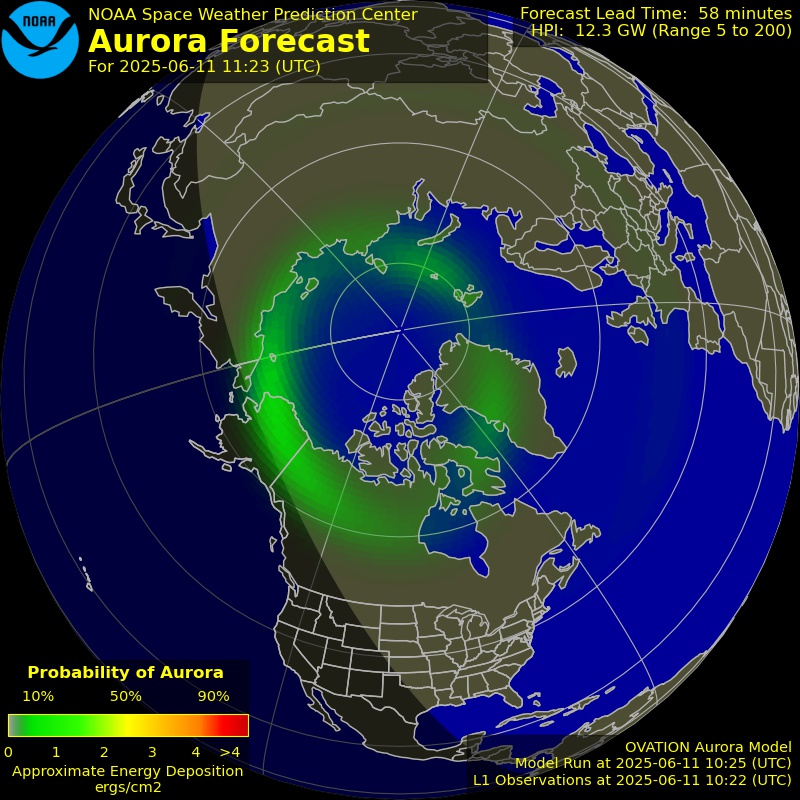 NOAA
NOAA Space Weather Prediction Center
Aurora Forecast
For 2025-06-11 11:23 (UTC)
Forecast Lead Time: 58 minutes
HPI: 12.3 GW (Range 5 to 200)
Probability of Aurora
10% 50% 90%
0 1 2 3 4 >4
Approximate Energy Deposition
ergs/cm2
OVATION Aurora Model
Model Run at 2025-06-11 10:25 (UTC)
L1 Observations at 2025-06-11 10:22 (UTC)